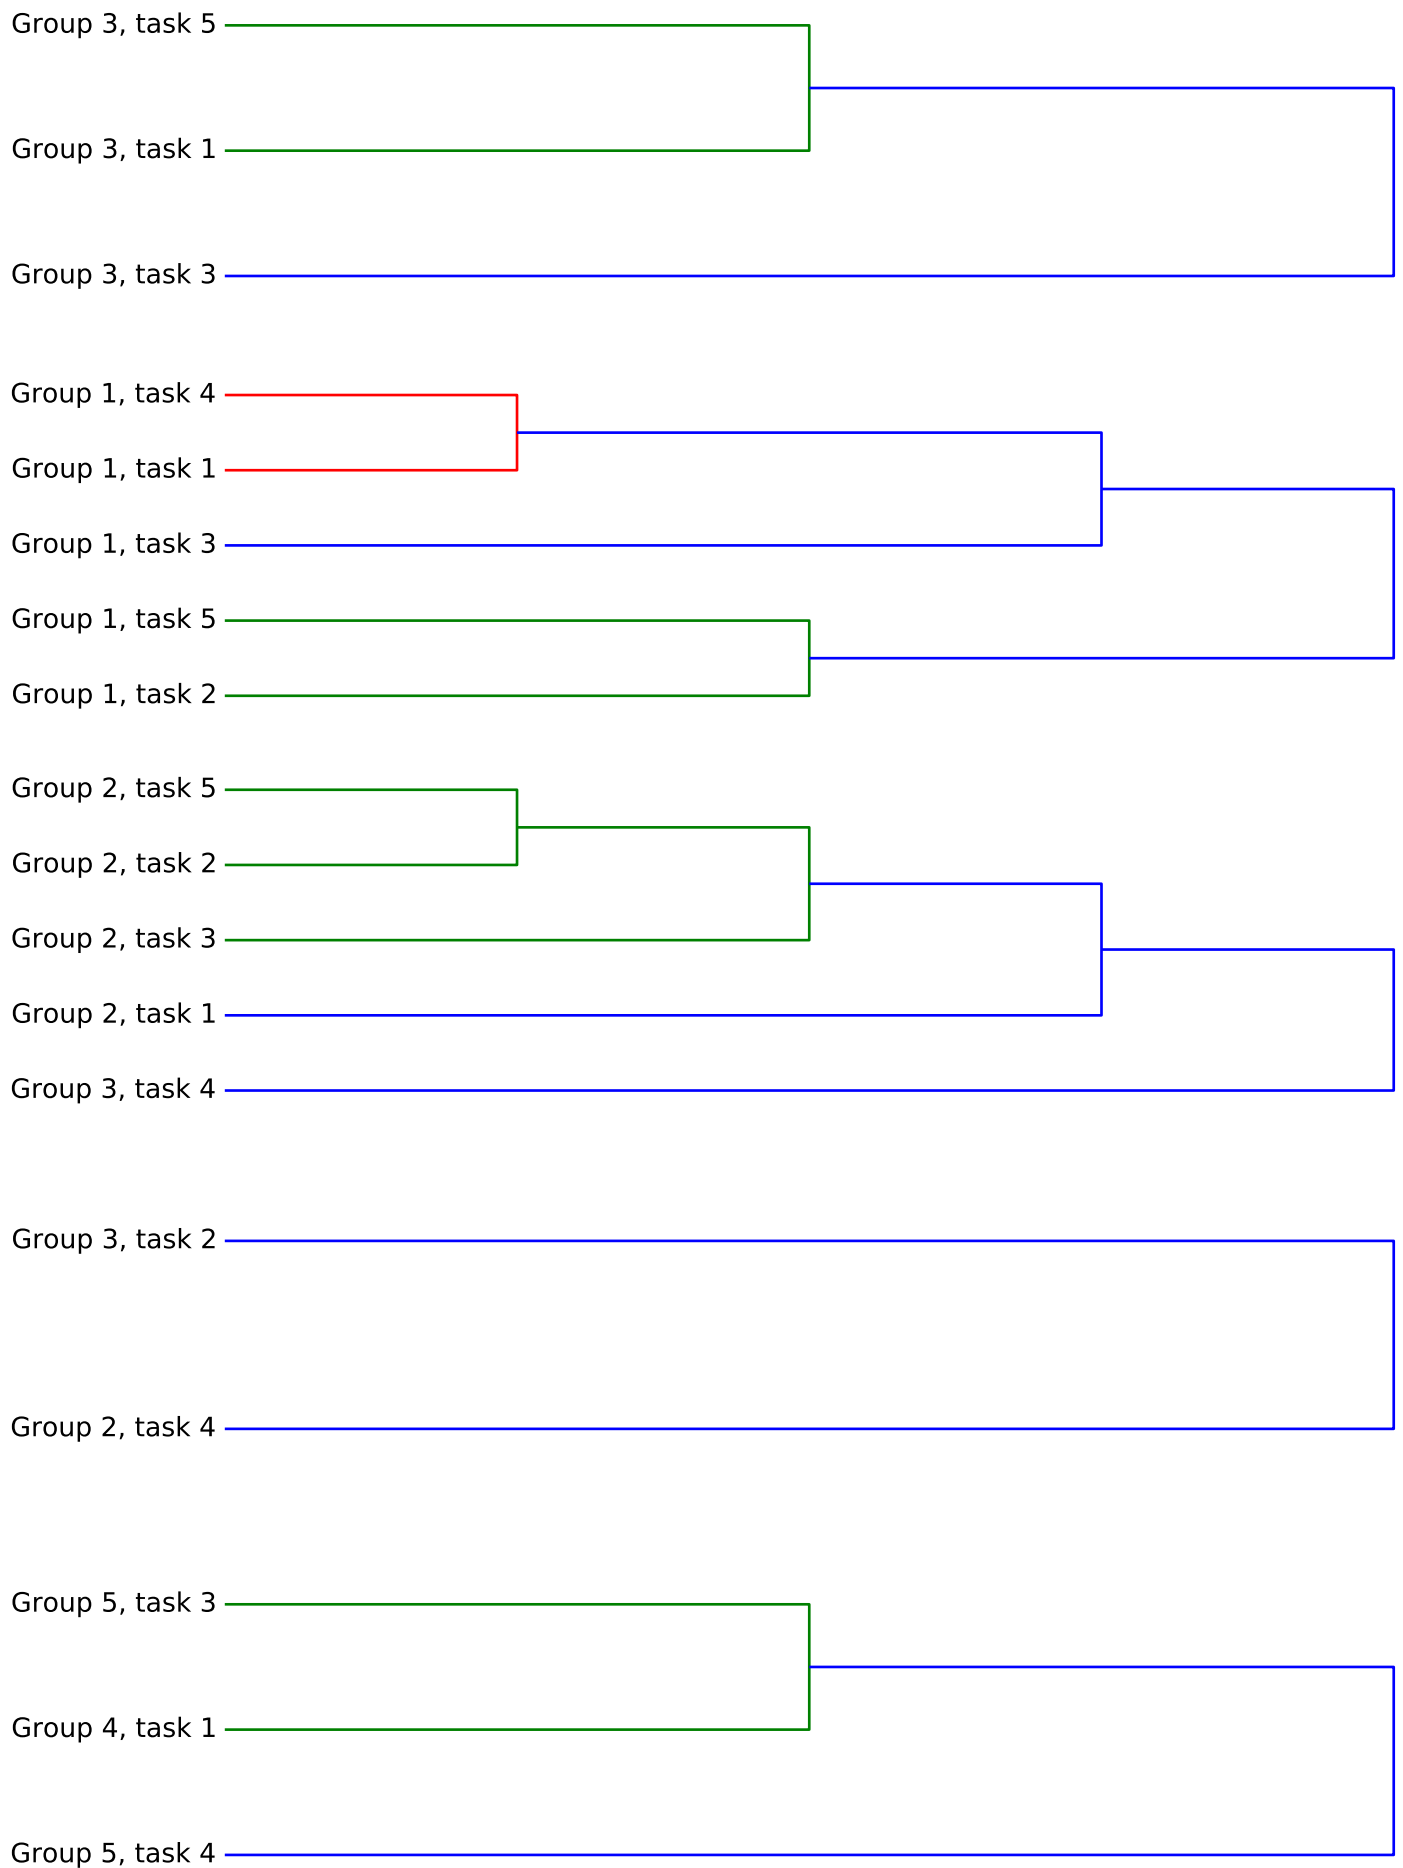 Group 3, task 5
Group 3, task 1
Group 3, task 3
Group 1, task 4
Group 1, task 1
Group 1, task 3
Group 1, task 5
Group 1, task 2
Group 2, task 5
Group 2, task 2
Group 2, task 3
Group 2, task 1
Group 3, task 4
Group 3, task 2
Group 2, task 4
Group 5, task 3
Group 4, task 1
Group 5, task 4